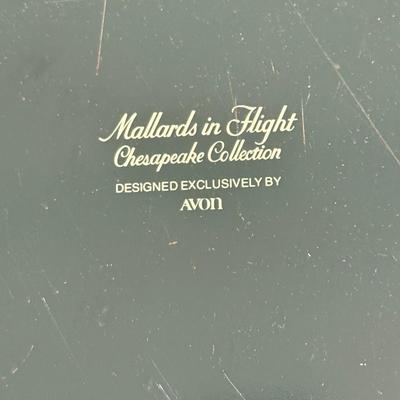 Mallards in Flight
Chesapeake Collection
DESIGNED EXCLUSIVELY BY
AVON